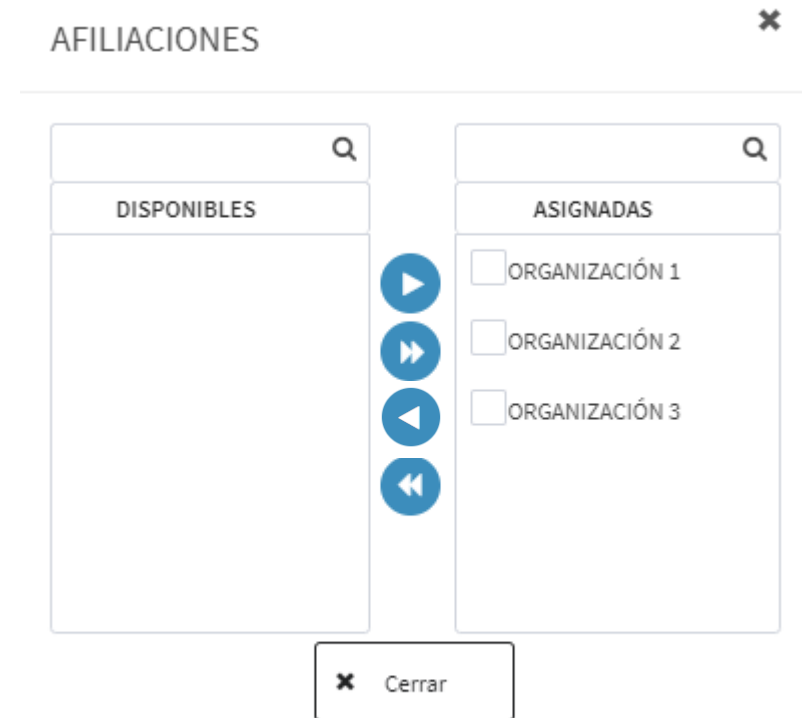 AFILIACIONES
DISPONIBLES
ASIGNADAS
ORGANIZACIÓN 1
ORGANIZACIÓN 2
ORGANIZACIÓN 3
Cerrar